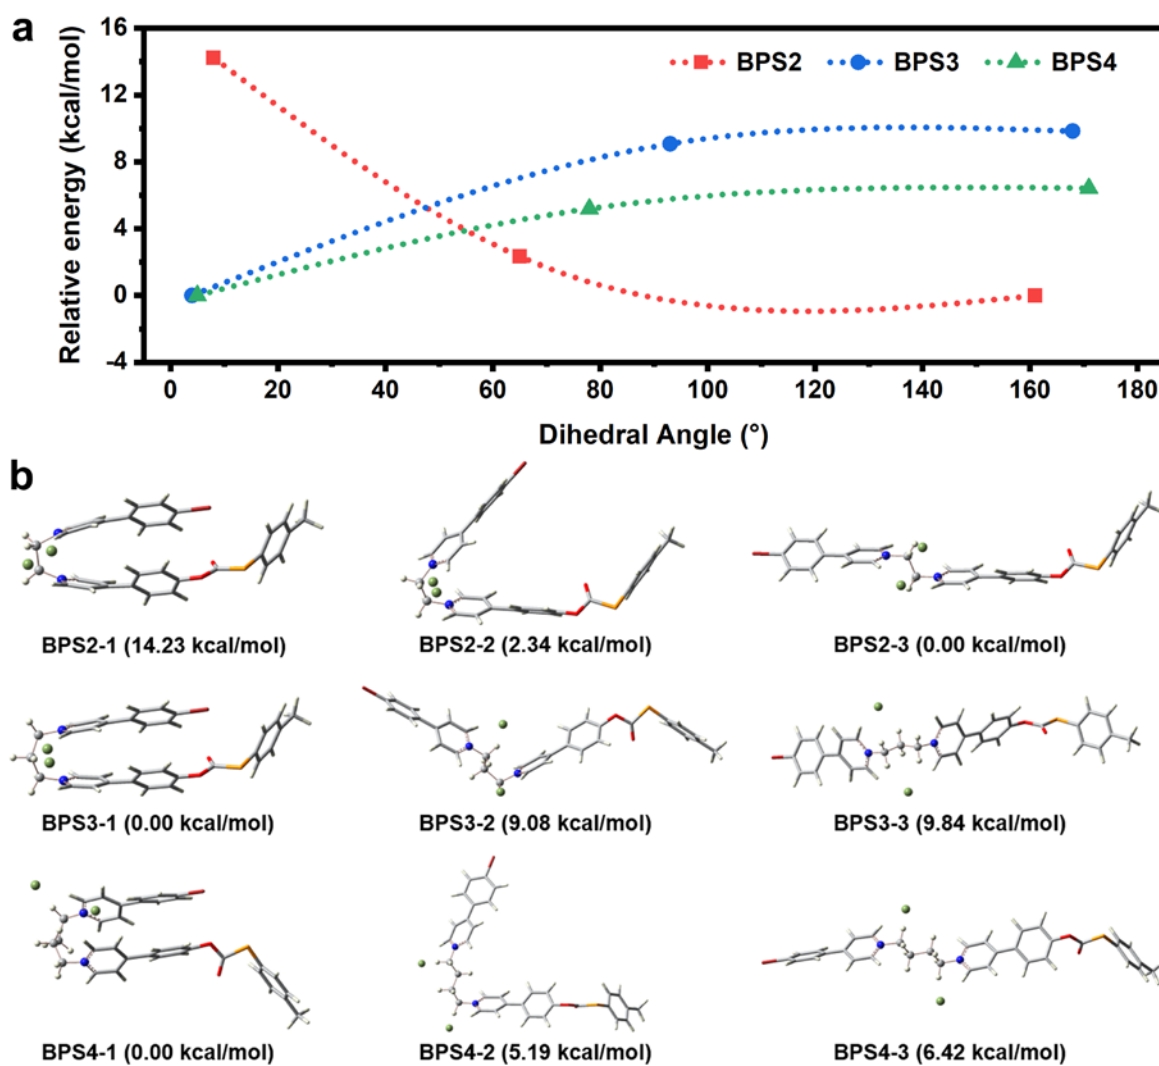 a
Relative energy (kcal/mol)
16
12
8
4
0
-4
BPS2 BPS3 BPS4
0 20 40 60 80 100 120 140 160 180
Dihedral Angle (°)
b
BPS2-1 (14.23 kcal/mol) BPS2-2 (2.34 kcal/mol) BPS2-3 (0.00 kcal/mol)
BPS3-1 (0.00 kcal/mol) BPS3-2 (9.08 kcal/mol) BPS3-3 (9.84 kcal/mol)
BPS4-1 (0.00 kcal/mol) BPS4-2 (5.19 kcal/mol) BPS4-3 (6.42 kcal/mol)